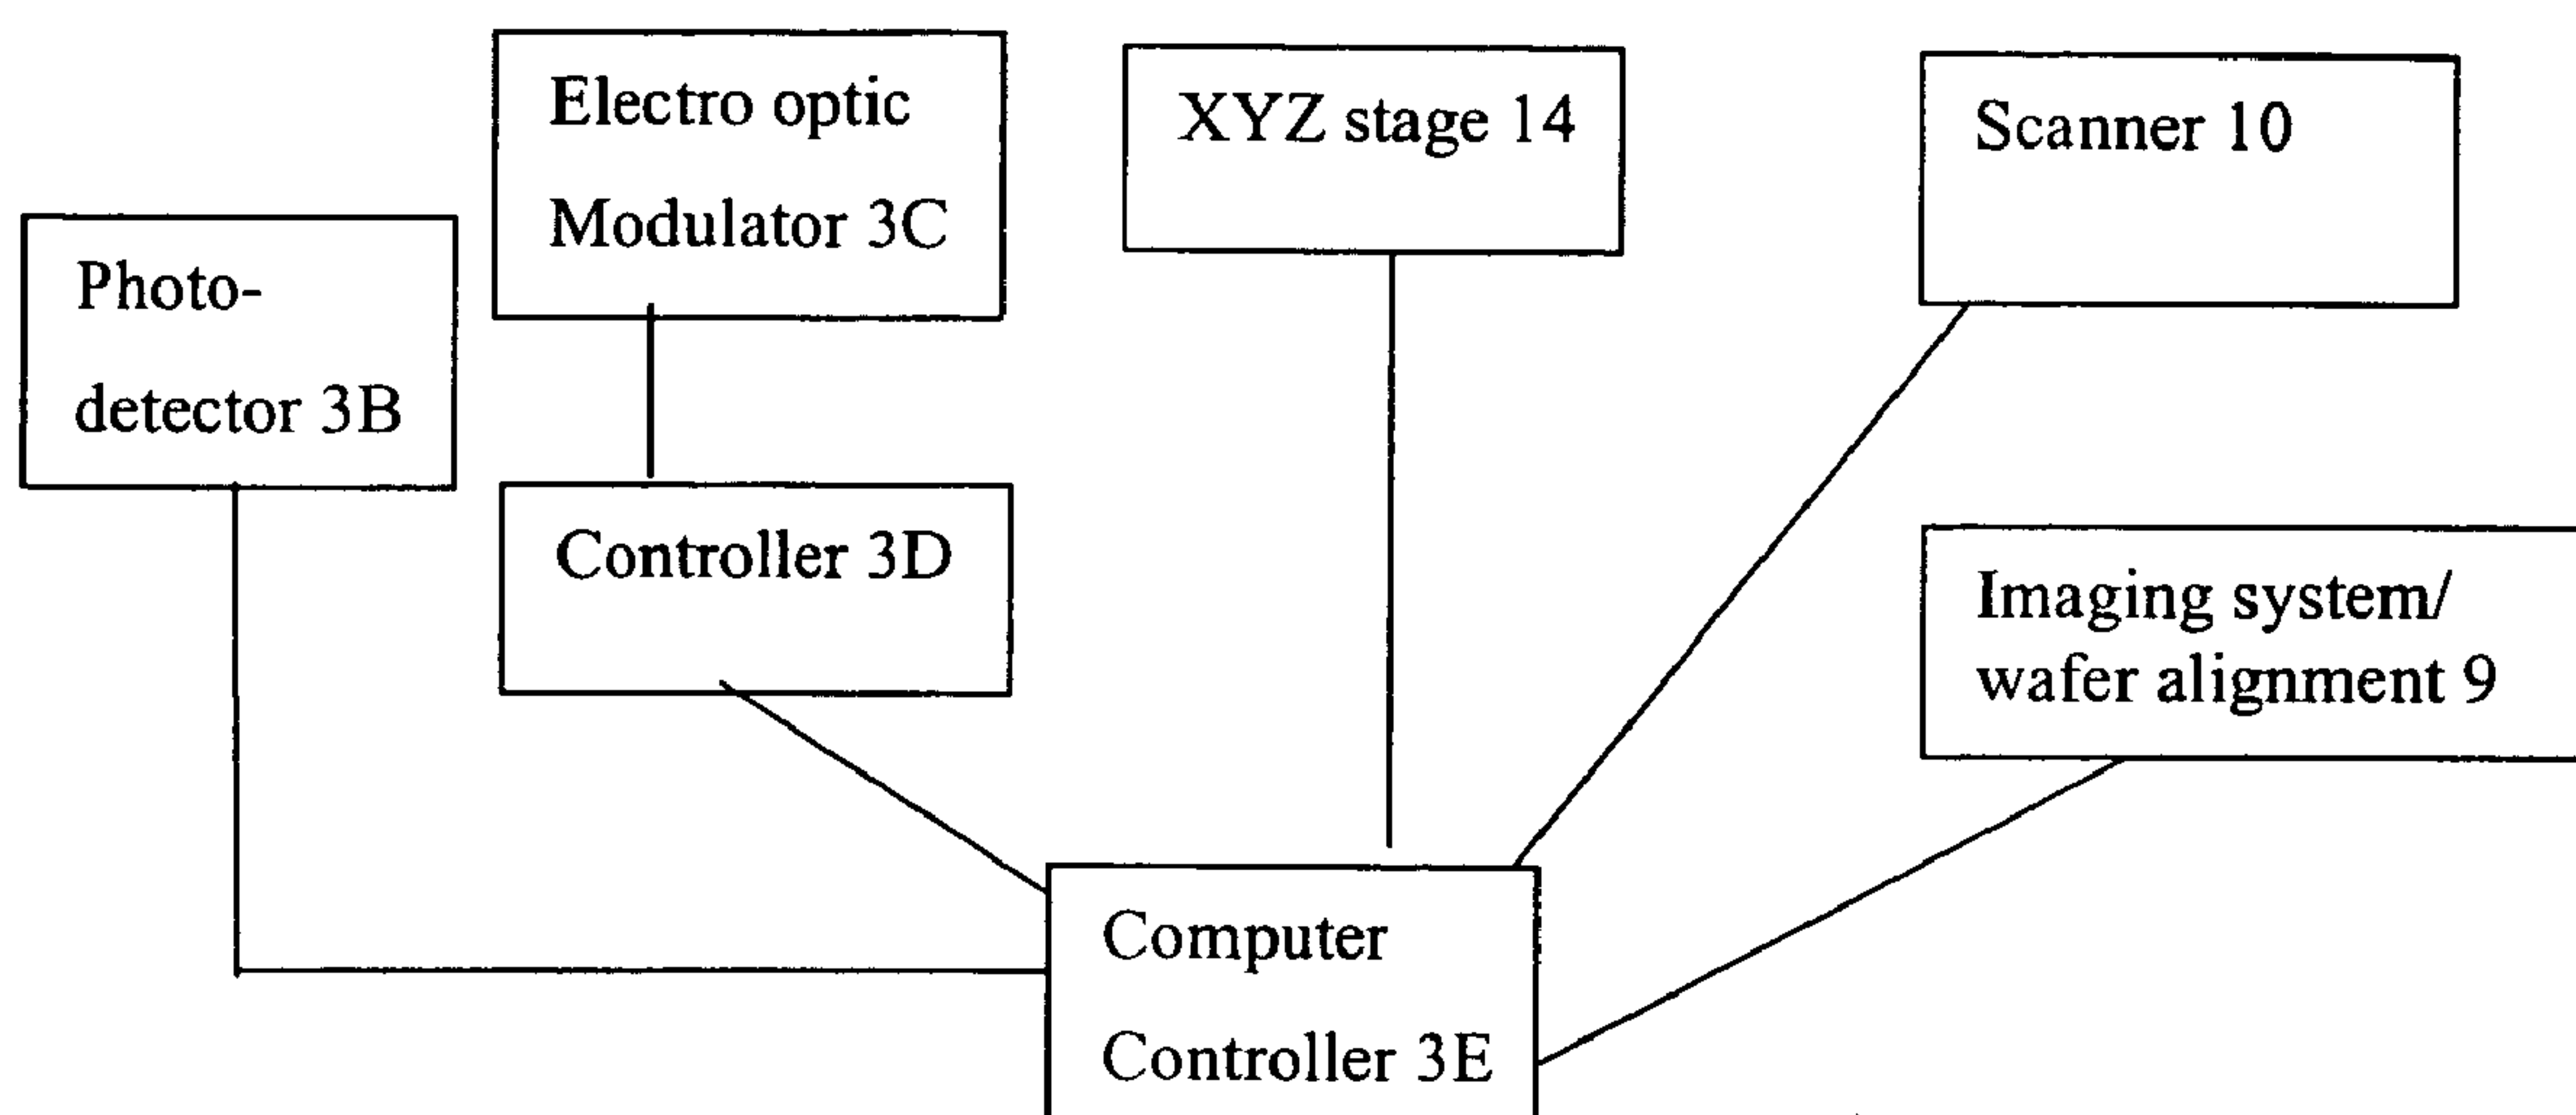 Electro optic
Modulator 3C
XYZ stage 14
Scanner 10
Photo-
detector 3B
Controller 3D
Imaging system/
wafer alignment 9
Computer
Controller 3E